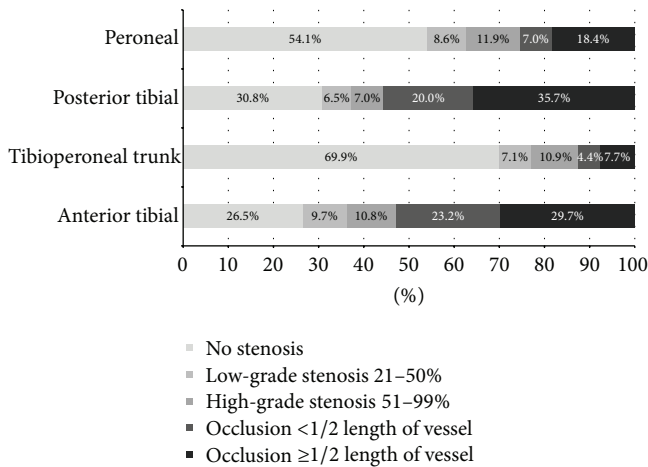 Peroneal
54.1% 8.6% 11.9% 7.0% 18.4%
Posterior tibial
30.8% 6.5% 7.0% 20.0% 35.7%
Tibioperoneal trunk
69.9% 7.1% 10.9% 4.4% 7.7%
Anterior tibial
26.5% 9.7% 10.8% 23.2% 29.7%
0 10 20 30 40 50 60 70 80 90 100
(%)
No stenosis
Low-grade stenosis 21–50%
High-grade stenosis 51–99%
Occlusion <1/2 length of vessel
Occlusion ≥1/2 length of vessel